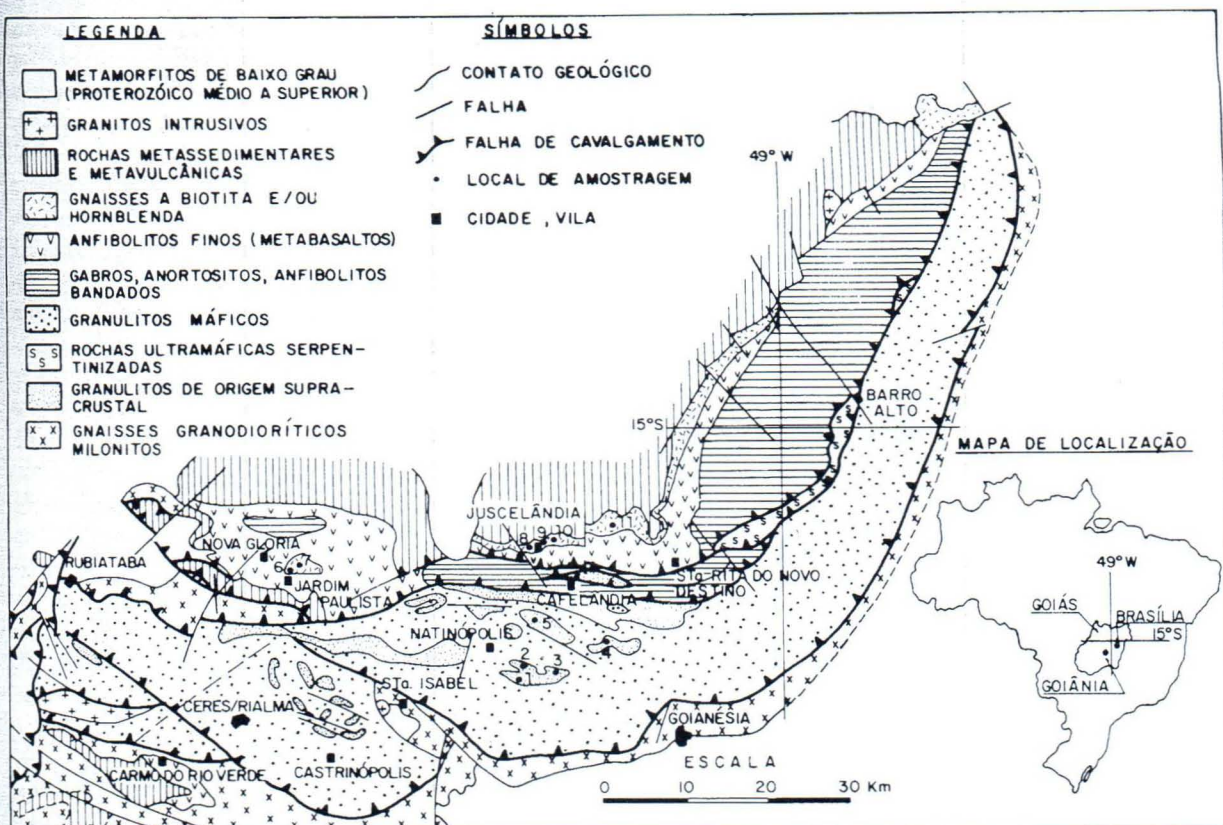 LEGENDA
METAMORFITOS DE BAIXO GRAU
(PROTEROZÓICO MÉDIO A SUPERIOR)
GRANITOS INTRUSIVOS
ROCHAS METASSEDIMENTARES
E METAVULCÂNICAS
GNAISSES A BIOTITA E/OU
HORNBLENDA
ANFIBOLITOS FINOS (METABASALTOS)
GABROS, ANORTOSITOS, ANFIBOLITOS
BANDADOS
GRANULITOS MÁFICOS
ROCHAS ULTRAMÁFICAS SERPEN-
TINIZADAS
GRANULITOS DE ORIGEM SUPRA-
CRUSTAL
GNAISSES GRANODIORÍTICOS
MILONITOS
SÍMBOLOS
CONTATO GEOLÓGICO
FALHA
FALHA DE CAVALGAMENTO
LOCAL DE AMOSTRAGEM
CIDADE, VILA
49° W
15°S
BARRO
ALTO
JUSCELÂNDIA
8 9 10 11
NOVA GLÓRIA
6 7
RUBIATABA
JARDIM
PAULISTA
STa. RITA DO NOVO
DESTINO
CAFELÂNDIA
5
NATINÓPOLIS
4
2 3
1
STa. ISABEL
CERES/RIALMA
GOIANÉSIA
CARMO DO RIO VERDE
CASTRINÓPOLIS
ESCALA
0 10 20 30 Km
MAPA DE LOCALIZAÇÃO
49° W
GOIÁS
BRASÍLIA
15°S
GOIÂNIA